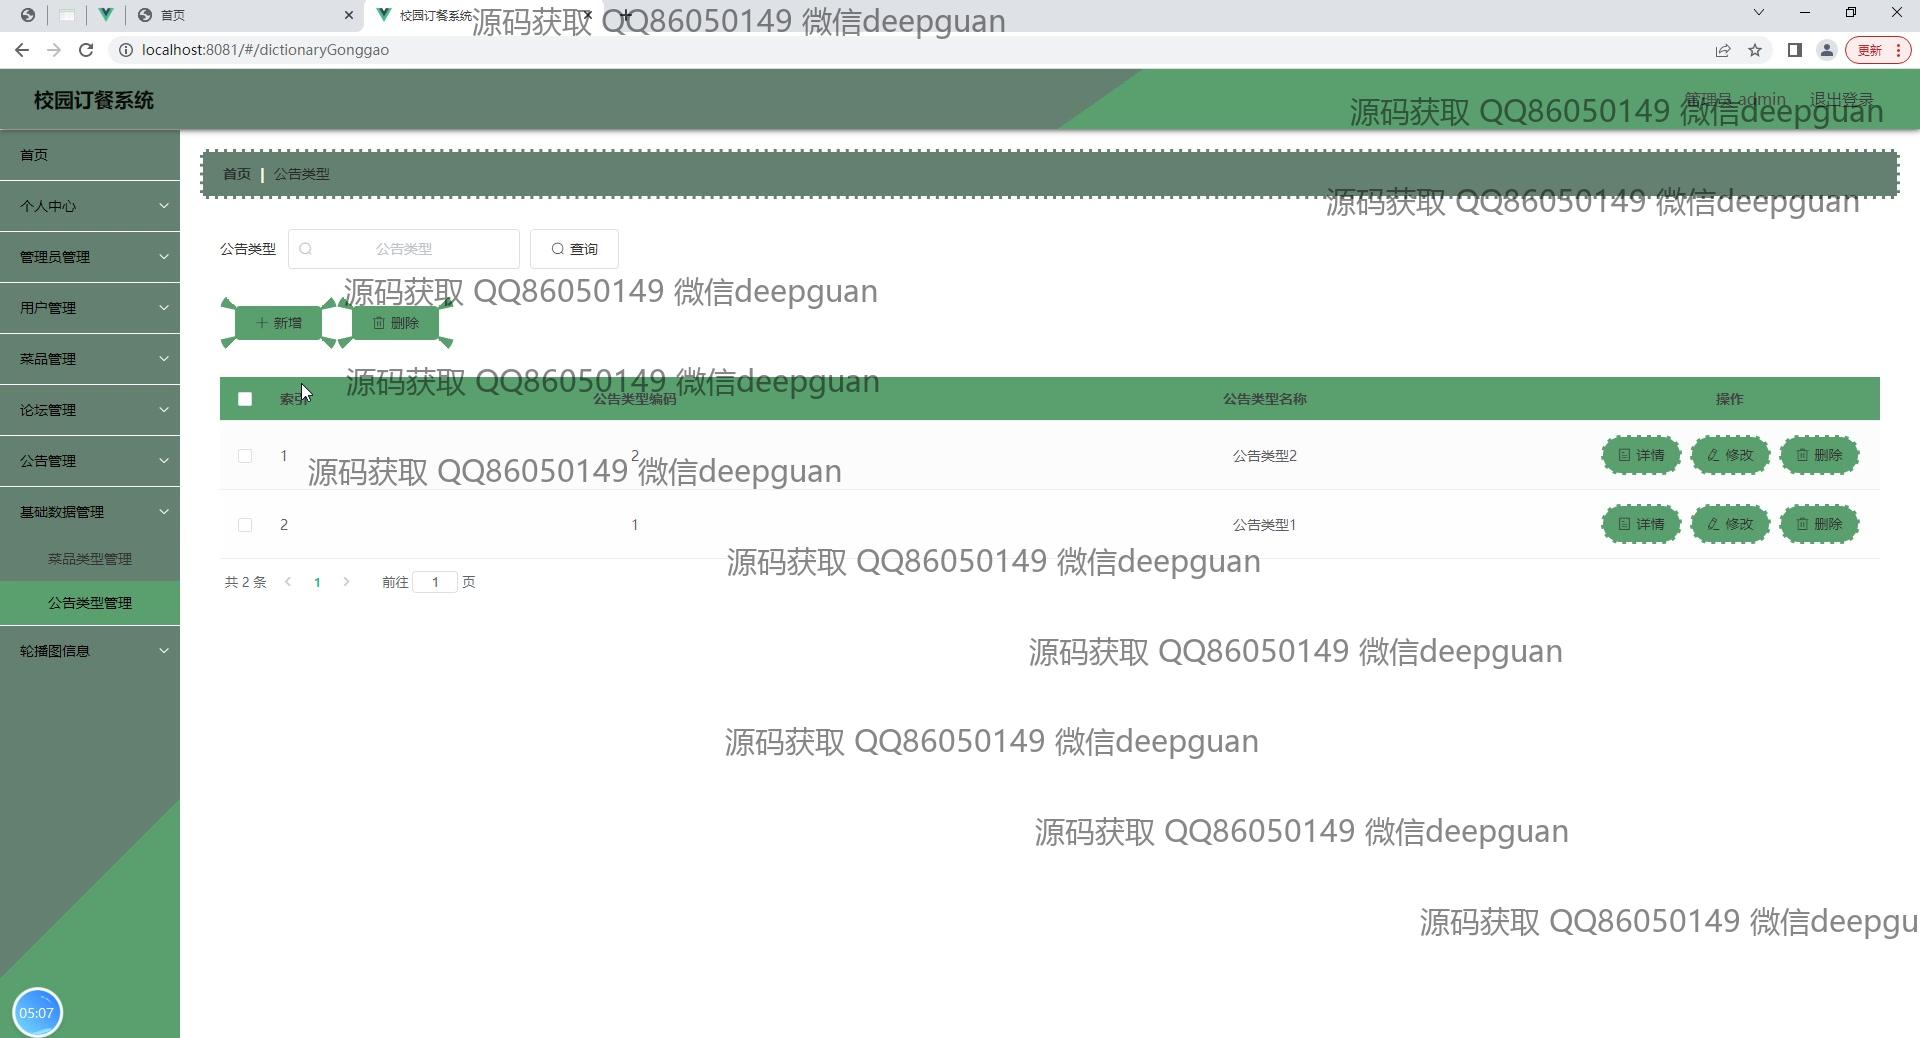 首页
校园订餐系统
源码获取 QQ86050149 微信deepguan
localhost:8081/#/dictionaryGonggao
更新
校园订餐系统
管理员 admin
退出登录
源码获取 QQ86050149 微信deepguan
首页
个人中心
管理员管理
用户管理
菜品管理
论坛管理
公告管理
基础数据管理
菜品类型管理
公告类型管理
轮播图信息
05:07
首页 | 公告类型
源码获取 QQ86050149 微信deepguan
公告类型 公告类型 查询
源码获取 QQ86050149 微信deepguan
新增 删除
源码获取 QQ86050149 微信deepguan
索引 公告类型编码 公告类型名称 操作
1 2 公告类型2 详情 修改 删除
源码获取 QQ86050149 微信deepguan
2 1 公告类型1 详情 修改 删除
源码获取 QQ86050149 微信deepguan
共 2 条 1 前往 1 页
源码获取 QQ86050149 微信deepguan
源码获取 QQ86050149 微信deepguan
源码获取 QQ86050149 微信deepguan
源码获取 QQ86050149 微信deepgu